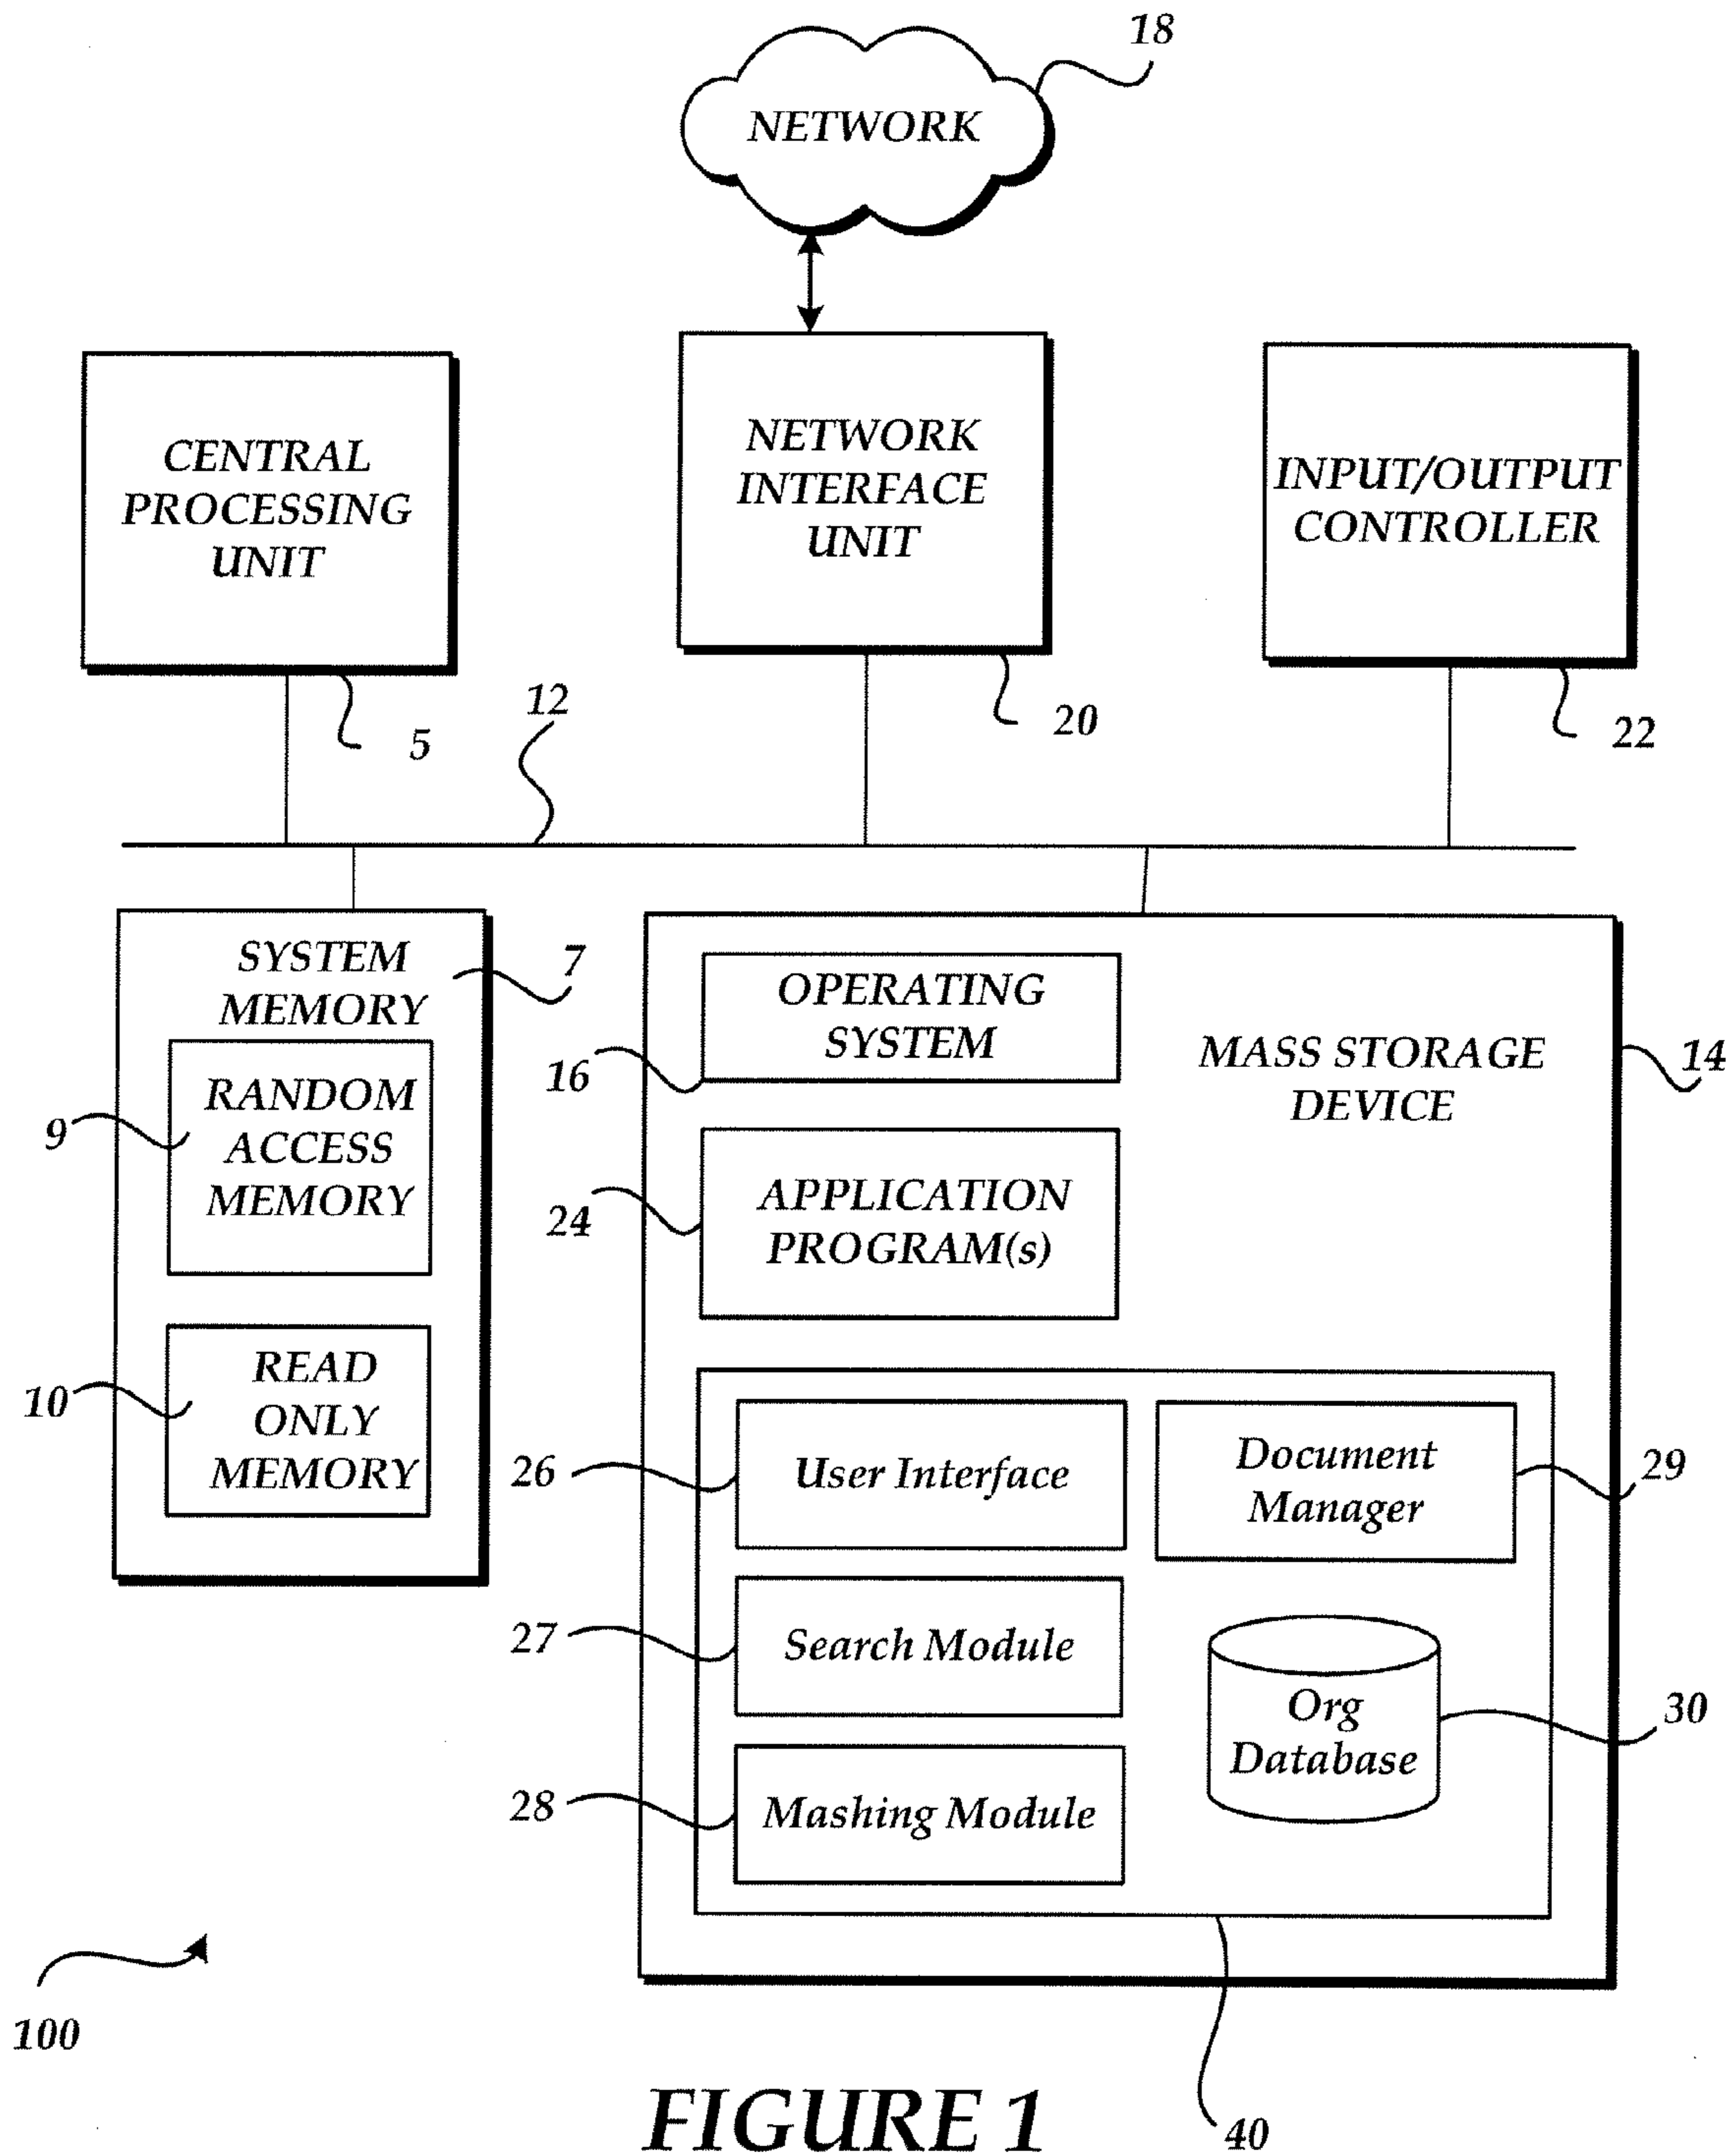 18
NETWORK
CENTRAL
PROCESSING
UNIT
NETWORK
INTERFACE
UNIT
INPUT/OUTPUT
CONTROLLER
5
12
20
22
SYSTEM
MEMORY
7
RANDOM
ACCESS
MEMORY
9
READ
ONLY
MEMORY
10
OPERATING
SYSTEM
16
MASS STORAGE
DEVICE
14
APPLICATION
PROGRAM(s)
24
User Interface
26
Document
Manager
29
Search Module
27
Org
Database
30
Mashing Module
28
100
40
FIGURE 1